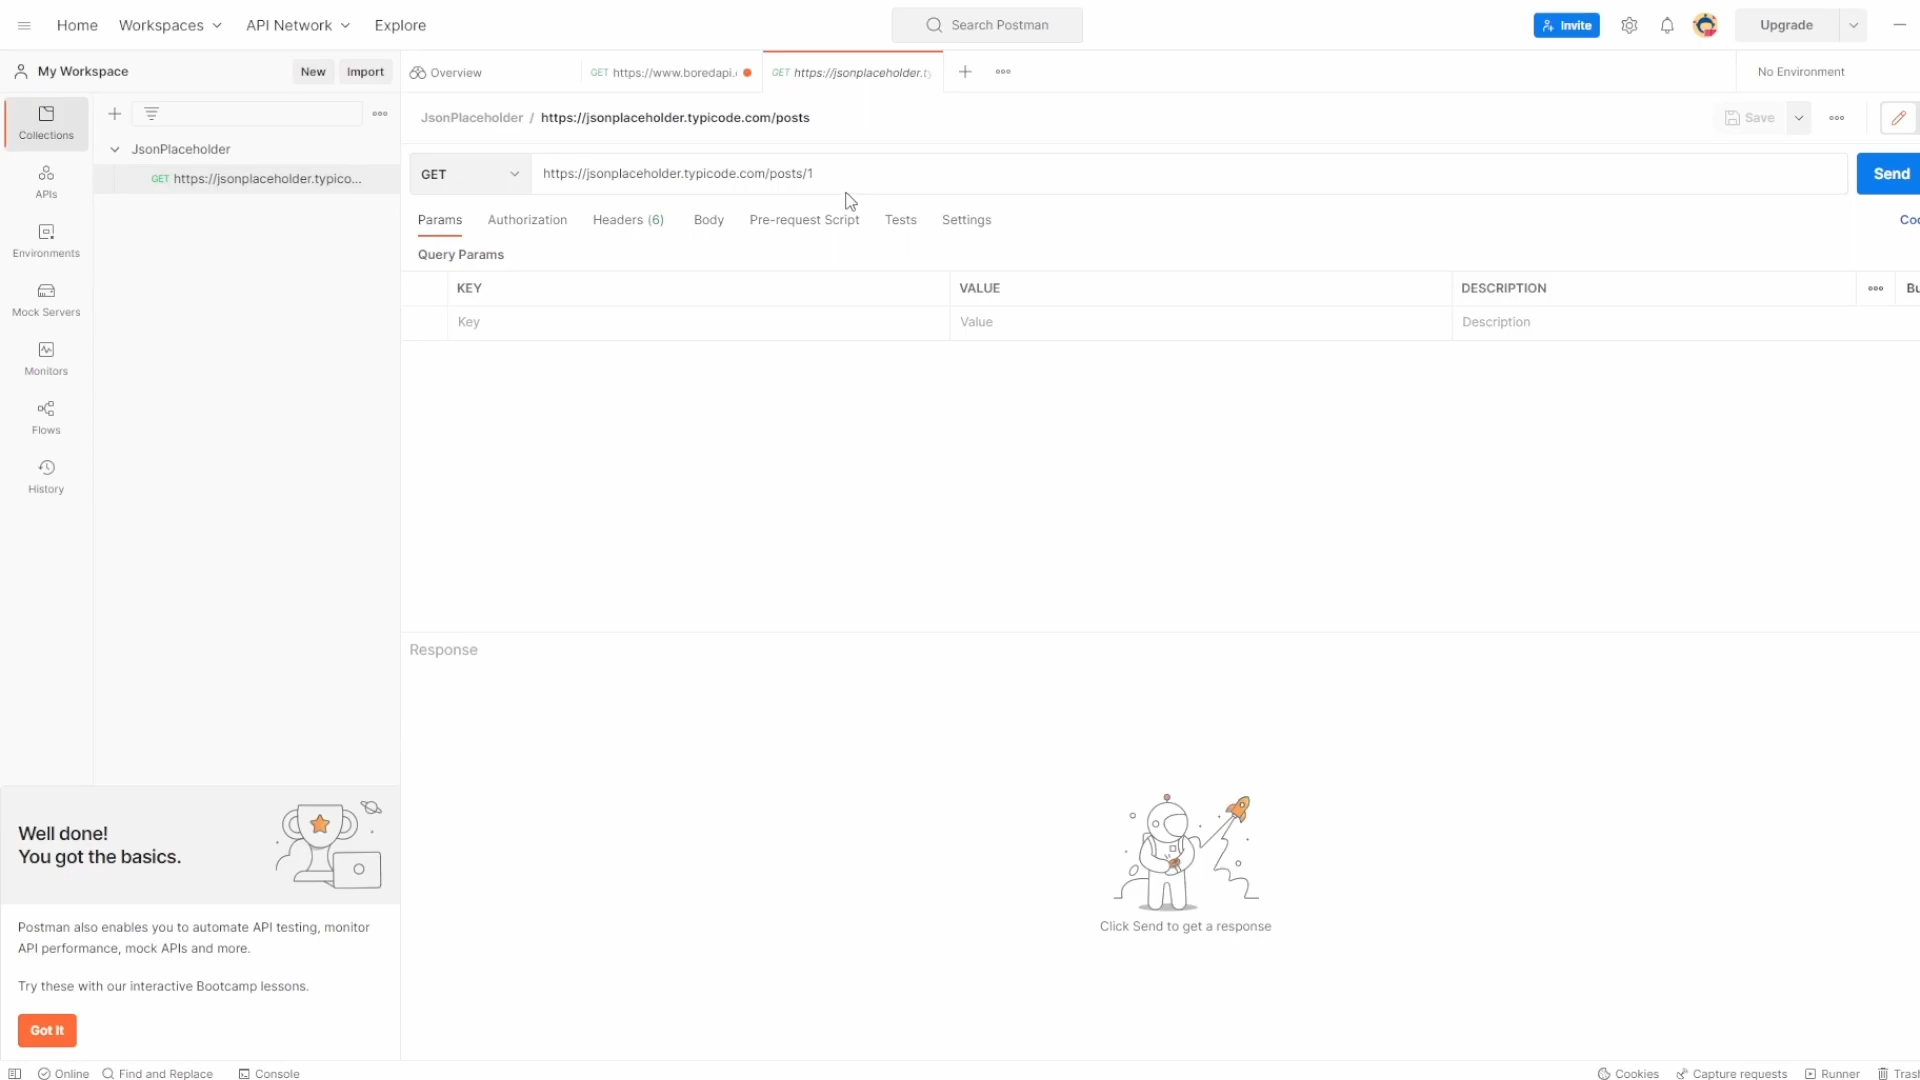 Home
Workspaces
API Network
Explore
Search Postman
Invite
Upgrade
My Workspace
New
Import
Overview
GET https://www.boredapi.
GET https://jsonplaceholder.ty
No Environment
Collections
APIs
Environments
Mock Servers
Monitors
Flows
History
JsonPlaceholder
GET https://jsonplaceholder.typico...
JsonPlaceholder / https://jsonplaceholder.typicode.com/posts
Save
GET
https://jsonplaceholder.typicode.com/posts/1
Send
Params
Authorization
Headers (6)
Body
Pre-request Script
Tests
Settings
Query Params
KEY
VALUE
DESCRIPTION
Key
Value
Description
Response
Click Send to get a response
Well done!
You got the basics.
Postman also enables you to automate API testing, monitor
API performance, mock APIs and more.
Try these with our interactive Bootcamp lessons.
Got It
Online
Find and Replace
Console
Cookies
Capture requests
Runner